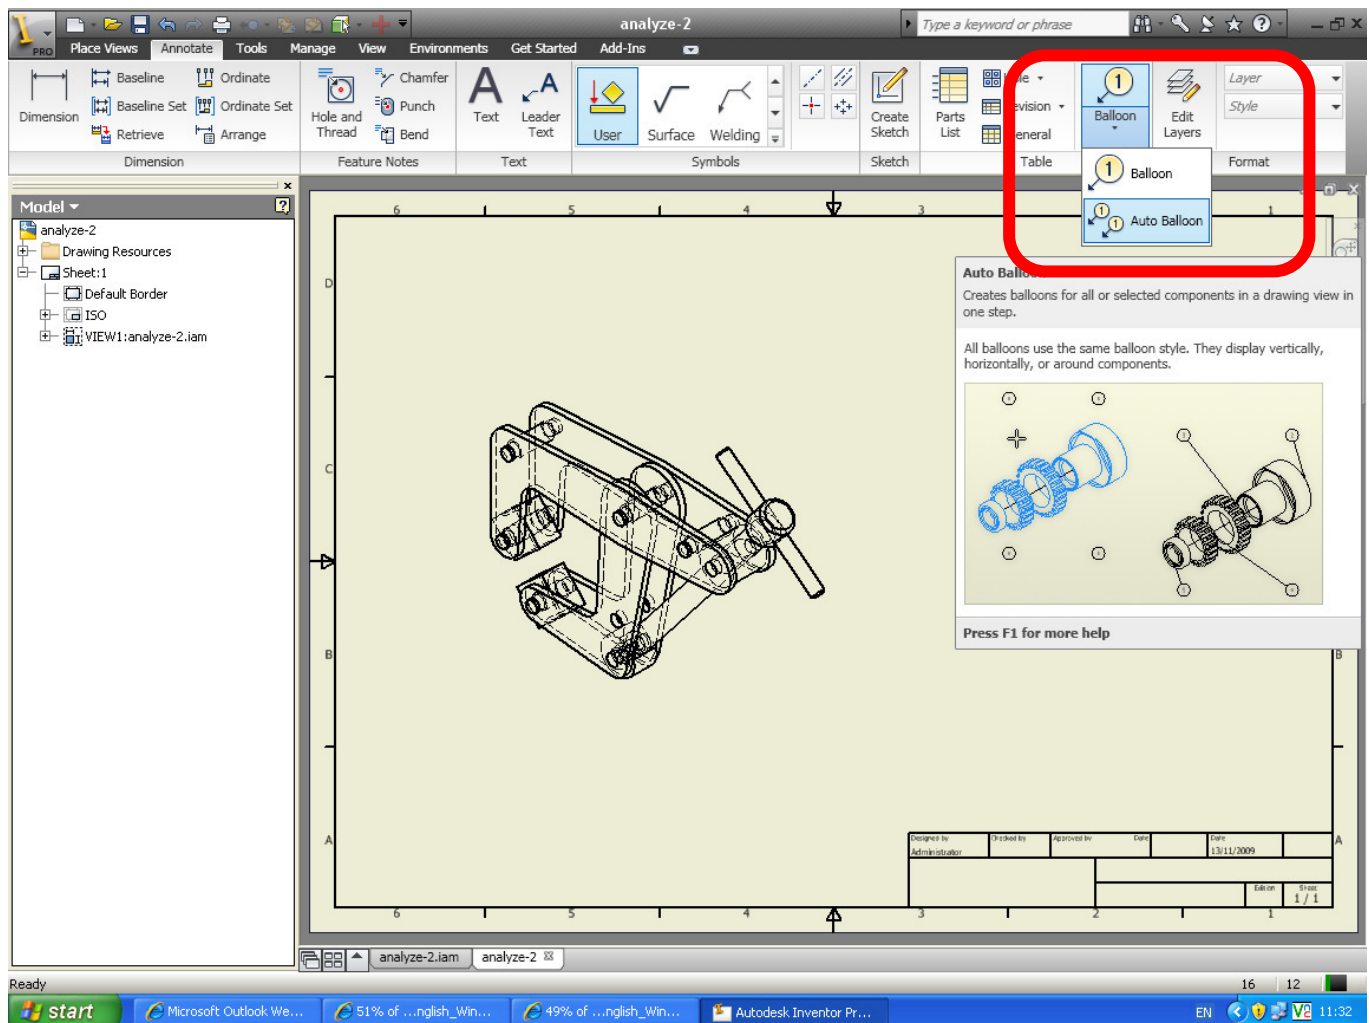 analyze-2
Type a keyword or phrase
PRO
Place Views Annotate Tools Manage View Environments Get Started Add-Ins
Dimension
Baseline
Baseline Set
Retrieve
Ordinate
Ordinate Set
Arrange
Dimension
Hole and
Thread
Chamfer
Punch
Bend
Feature Notes
Text
Leader
Text
Text
User
Surface
Welding
Symbols
Create
Sketch
Sketch
Parts
List
Table
Balloon
Edit
Layers
Layer
Style
Format
1 Balloon
Auto Balloon
Model
analyze-2
Drawing Resources
Sheet:1
Default Border
ISO
VIEW1:analyze-2.iam
6 5 4 3 1
D
C
B
A
Auto
Creates balloons for all or selected components in a drawing view in
one step.
All balloons use the same balloon style. They display vertically,
horizontally, or around components.
Press F1 for more help
B
A
Designed by
Administrator
Checked by
Approved by
Date
Date
13/11/2009
Edition
Sheet
1 / 1
6 5 4 3 2 1
analyze-2.iam
analyze-2
Ready
16 12
start
Microsoft Outlook We...
51% of ...nglish_Win...
49% of ...nglish_Win...
Autodesk Inventor Pr...
EN
11:32